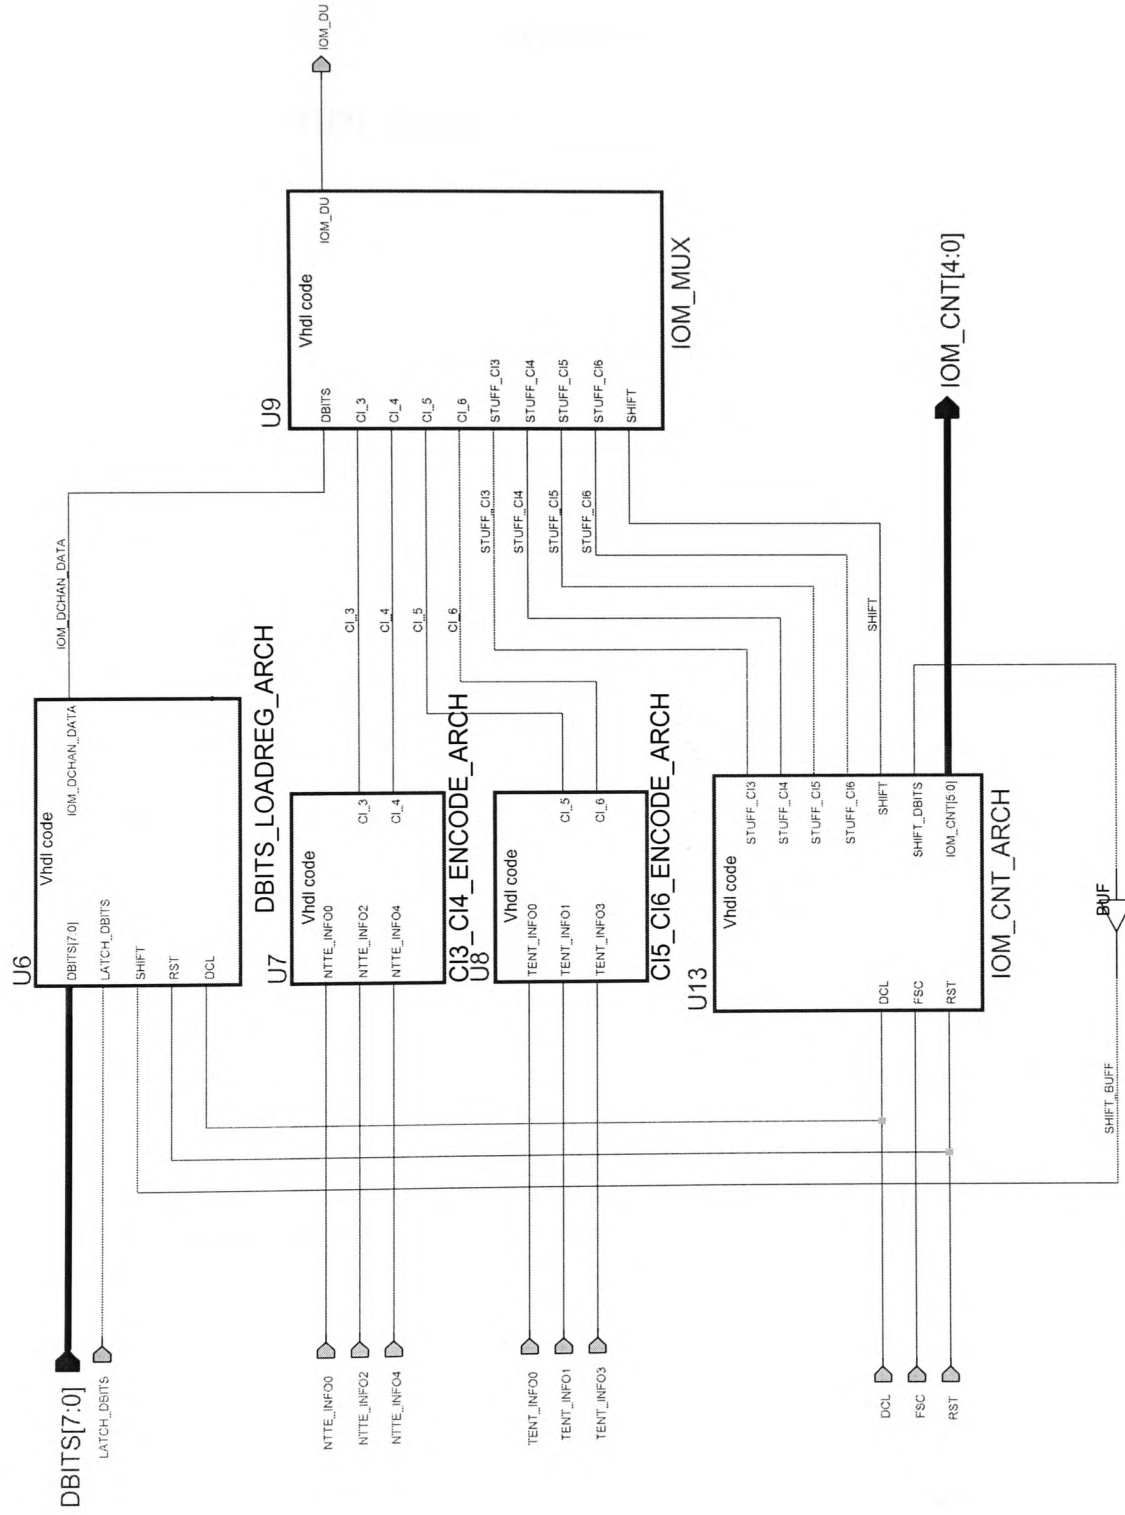 DBITS[7:0]
LATCH_DBITS
NTTE_INFO0
NTTE_INFO2
NTTE_INFO4
TENT_INFO0
TENT_INFO1
TENT_INFO3
DCL
FSC
RST
U6
Vhdl code
DBITS[7:0]
LATCH_DBITS
SHIFT
RST
DCL
IOM_DCHAN_DATA
DBITS_LOADREG_ARCH
IOM_DCHAN_DATA
U7
Vhdl code
NTTE_INFO0
NTTE_INFO2
NTTE_INFO4
CI_3
CI_4
CI3_CI4_ENCODE_ARCH
U8
Vhdl code
TENT_INFO0
TENT_INFO1
TENT_INFO3
CI_5
CI_6
CI5_CI6_ENCODE_ARCH
U13
Vhdl code
DCL
FSC
RST
STUFF_CI3
STUFF_CI4
STUFF_CI5
STUFF_CI6
SHIFT
SHIFT_DBITS
IOM_CNT[5:0]
IOM_CNT_ARCH
SHIFT_BUFF
BUF
CI_3
CI_4
CI_5
CI_6
STUFF_CI3
STUFF_CI4
STUFF_CI5
STUFF_CI6
SHIFT
U9
Vhdl code
DBITS
CI_3
CI_4
CI_5
CI_6
STUFF_CI3
STUFF_CI4
STUFF_CI5
STUFF_CI6
SHIFT
IOM_DU
IOM_MUX
IOM_DU
IOM_CNT[4:0]